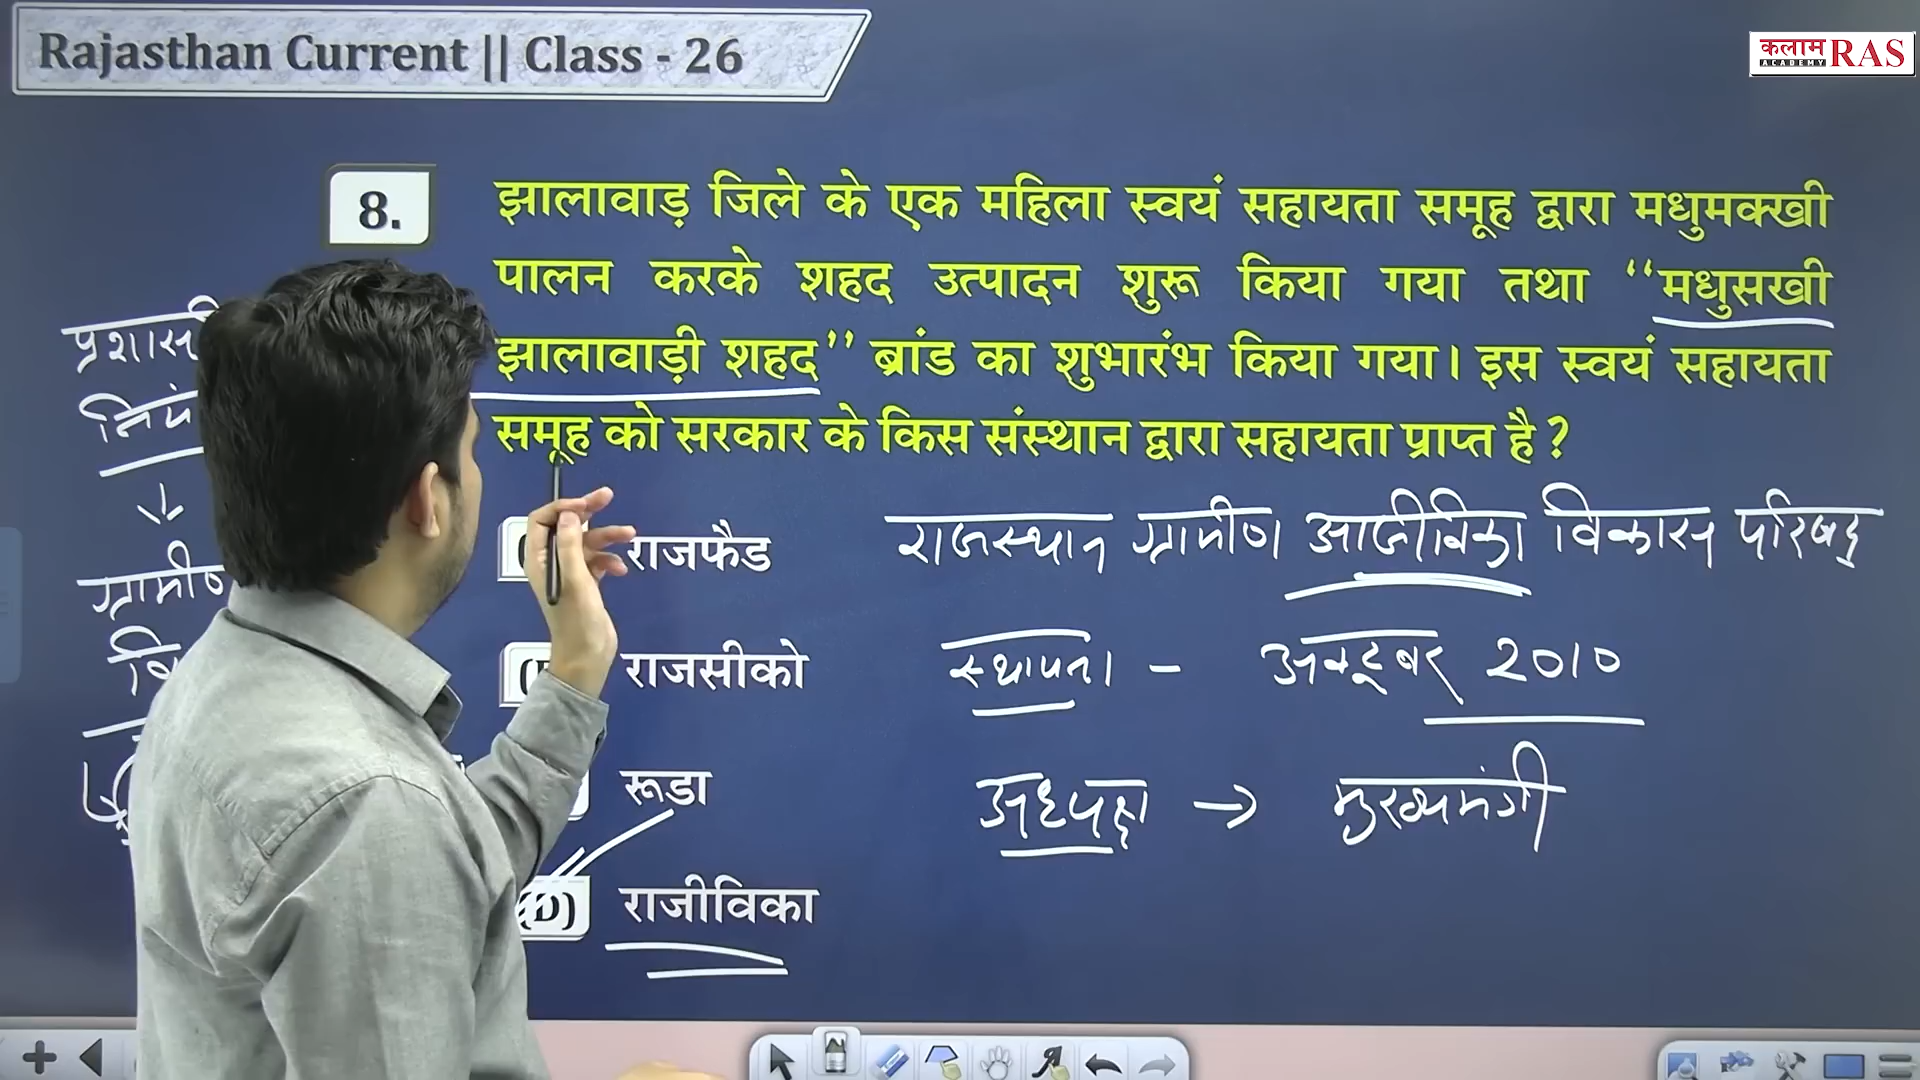 Rajasthan Current || Class - 26
कलाम
ACADEMY RAS
8.
झालावाड़ जिले के एक महिला स्वयं सहायता समूह द्वारा मधुमक्खी
पालन करके शहद उत्पादन शुरू किया गया तथा “मधुसखी
झालावाड़ी शहद” ब्रांड का शुभारंभ किया गया। इस स्वयं सहायता
समूह को सरकार के किस संस्थान द्वारा सहायता प्राप्त है ?
राजफैड
राजसीको
रूडा
(D) राजीविका
राजस्थान ग्रामीण आजीविका विकास परिषद
स्थापना - अक्टूबर 2010
अध्यक्ष → मुख्यमंत्री
ग्रामीण